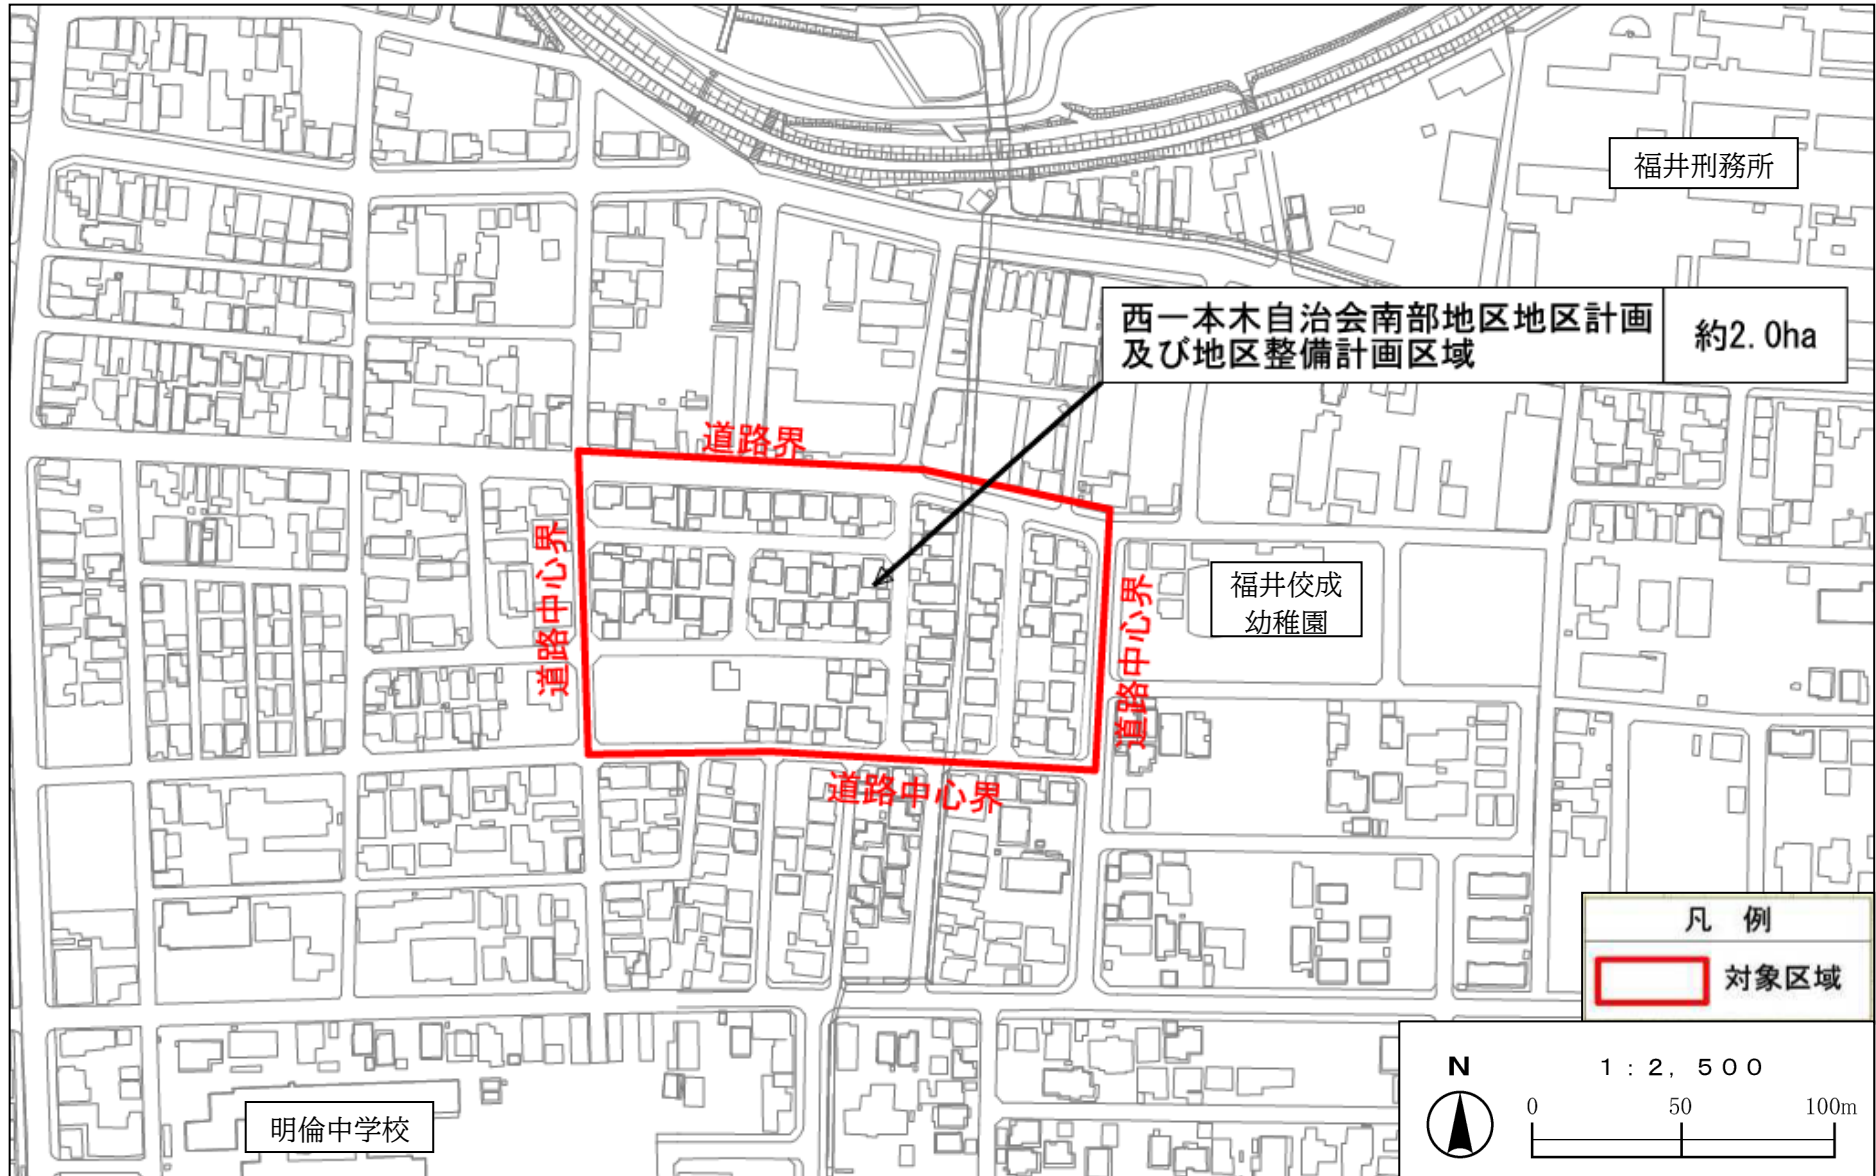 福井刑務所
西一本木自治会南部地区地区計画
及び地区整備計画区域
約2.0ha
道路界
道路中心界
道路中心界
福井佼成
幼稚園
道路中心界
凡 例
対象区域
明倫中学校
N
1:2,500
0 50 100m